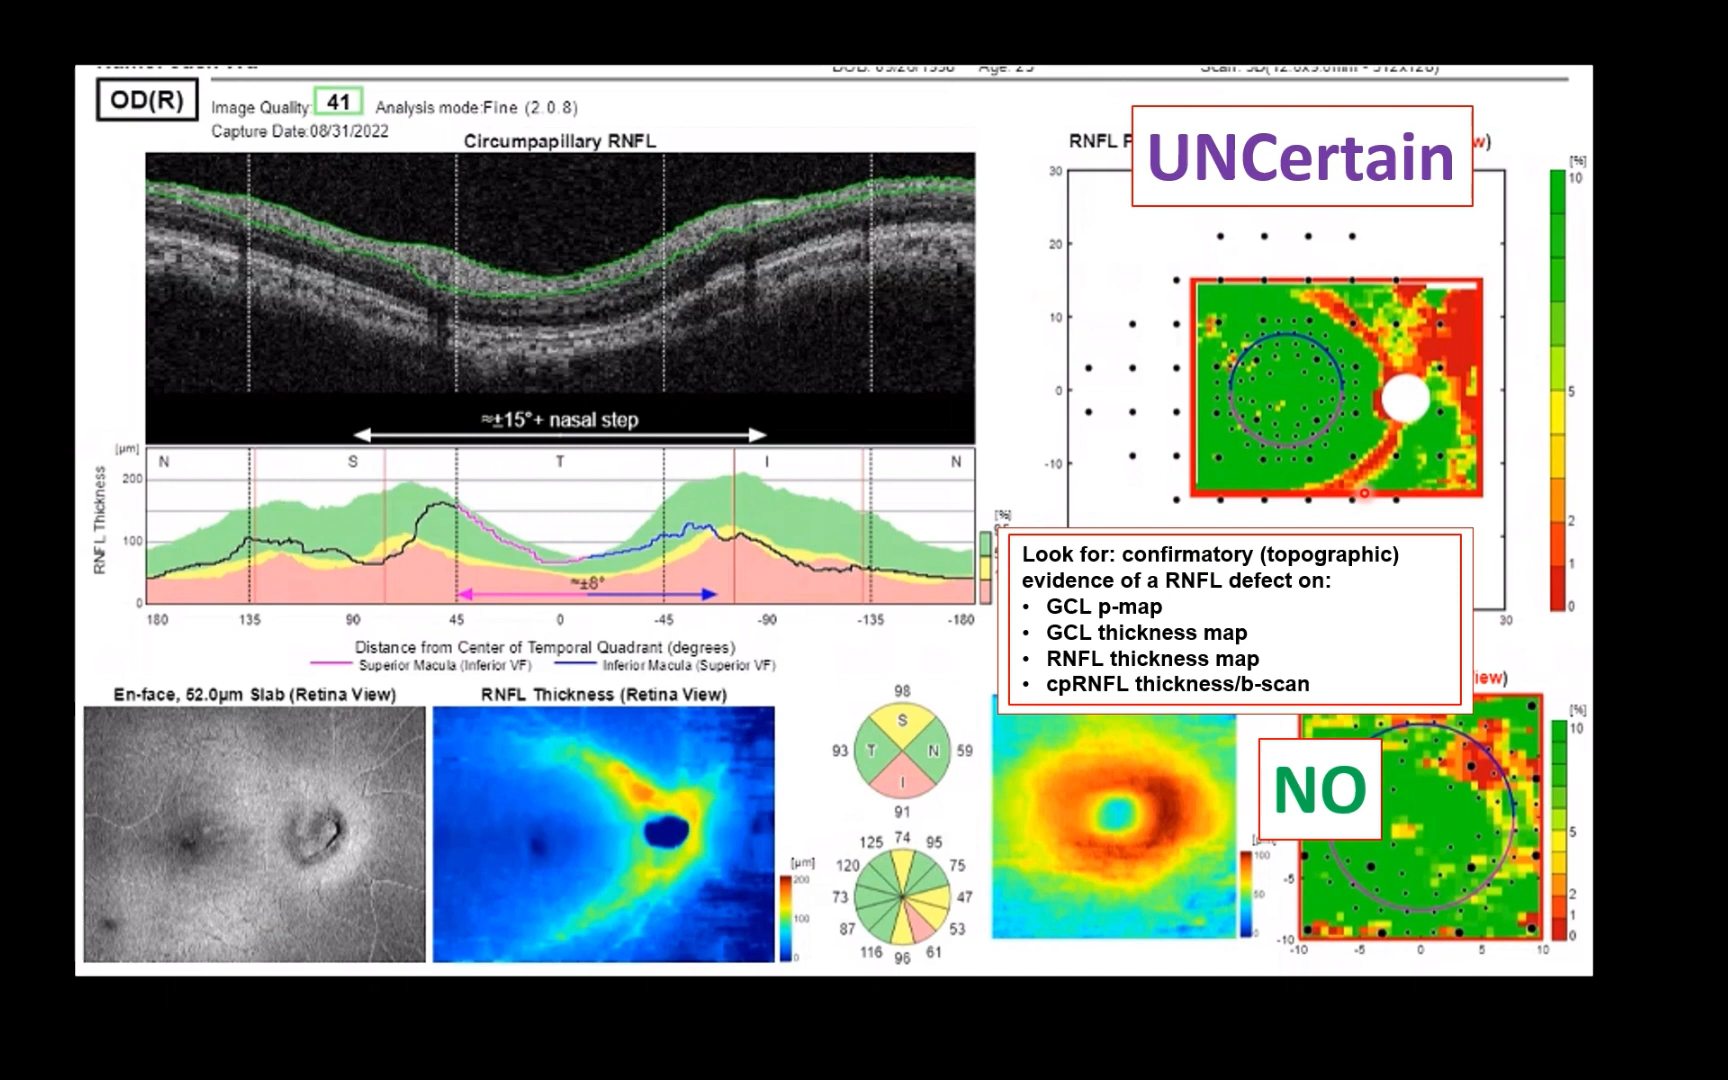 OD(R)
Image Quality: 41 Analysis mode:Fine (2.0.8)
Capture Date:08/31/2022
Circumpapillary RNFL
≈±15°+ nasal step
[µm]
N S T I N
200
100
0
RNFL Thickness
≈±8°
180 135 90 45 0 -45 -90 -135 -180
Distance from Center of Temporal Quadrant (degrees)
Superior Macula (Inferior VF) Inferior Macula (Superior VF)
[%]
RNFL P
UNCertain
w)
[%]
30
20
10
0
-10
30
10
5
2
1
0
Look for: confirmatory (topographic)
evidence of a RNFL defect on:
• GCL p-map
• GCL thickness map
• RNFL thickness map
• cpRNFL thickness/b-scan
En-face, 52.0µm Slab (Retina View)
RNFL Thickness (Retina View)
[µm]
200
100
0
98
S
93 T N 59
I
91
125 74 95
120 75
73 47
87 53
116 96 61
100
50
0
iew)
NO
[%]
10
5
2
1
0
-5
-10
-10 -5 0 5 10